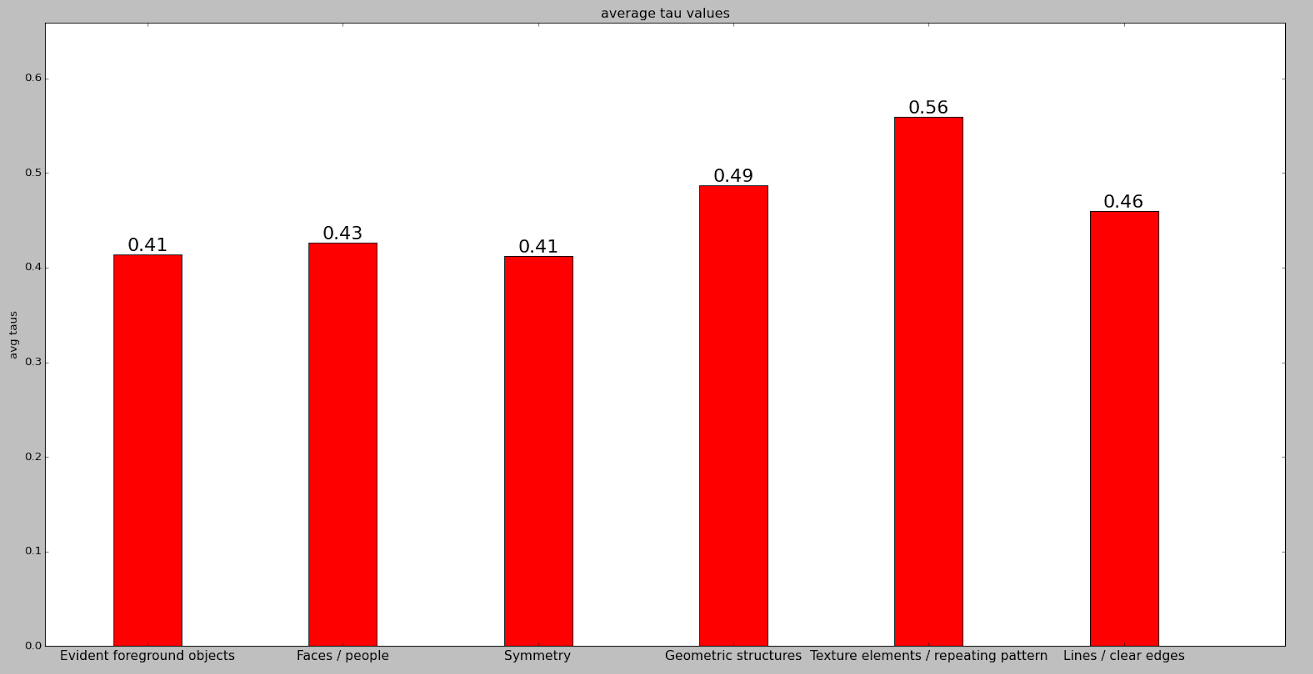 average tau values
avg taus
0.6
0.5
0.4
0.3
0.2
0.1
0.0
0.41
0.43
0.41
0.49
0.56
0.46
Evident foreground objects
Faces / people
Symmetry
Geometric structures
Texture elements / repeating pattern
Lines / clear edges